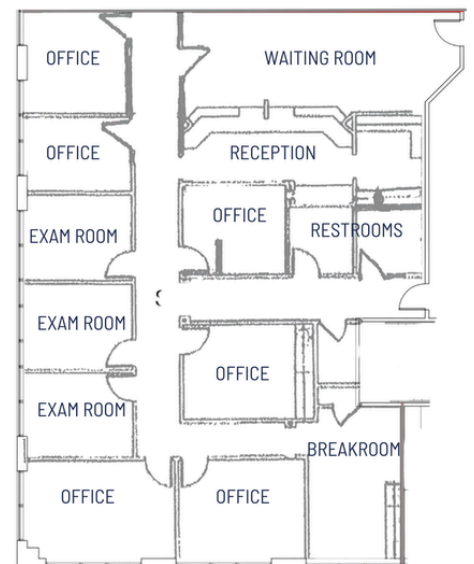 OFFICE
WAITING ROOM
OFFICE
RECEPTION
OFFICE
EXAM ROOM
RESTROOMS
EXAM ROOM
OFFICE
EXAM ROOM
BREAKROOM
OFFICE
OFFICE